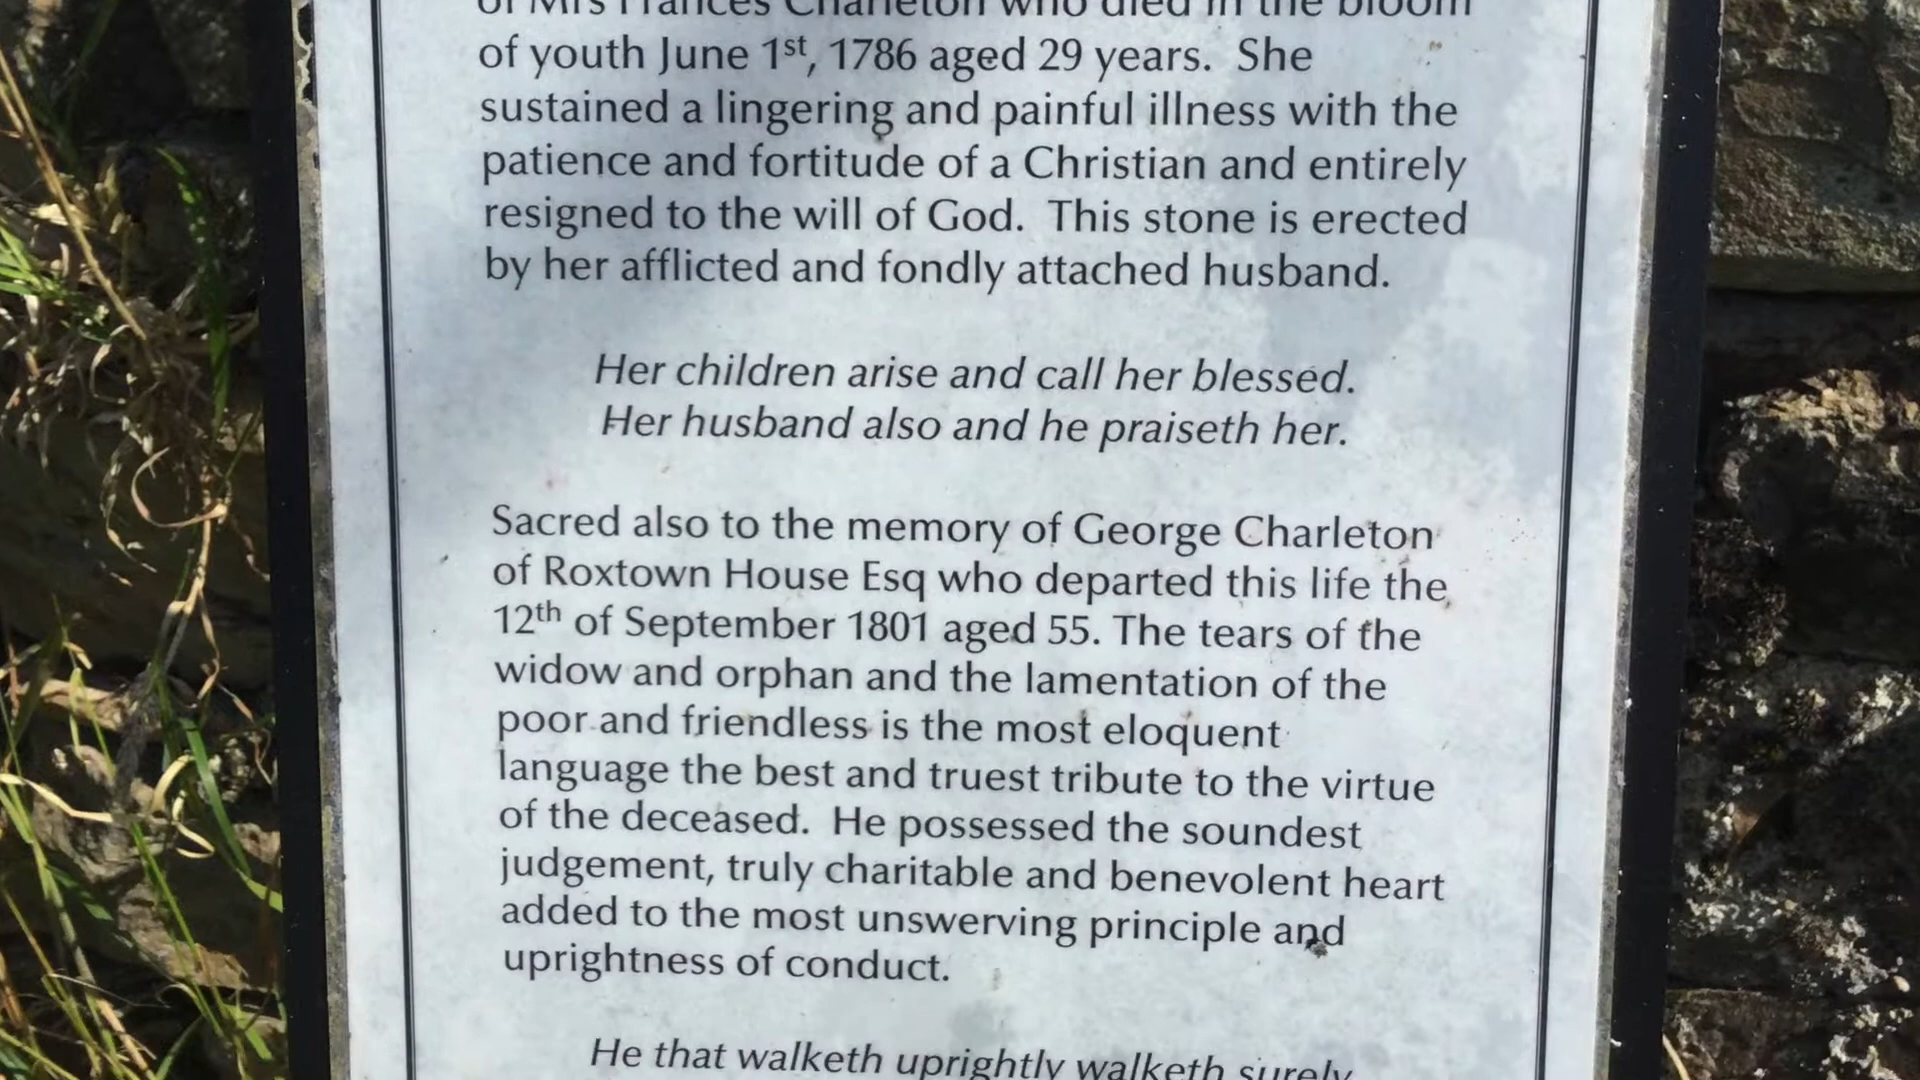 of Mrs Frances Charleton who died in the bloom
of youth June 1st, 1786 aged 29 years. She
sustained a lingering and painful illness with the
patience and fortitude of a Christian and entirely
resigned to the will of God. This stone is erected
by her afflicted and fondly attached husband.
Her children arise and call her blessed.
Her husband also and he praiseth her.
Sacred also to the memory of George Charleton
of Roxtown House Esq who departed this life the
12th of September 1801 aged 55. The tears of the
widow and orphan and the lamentation of the
poor and friendless is the most eloquent
language the best and truest tribute to the virtue
of the deceased. He possessed the soundest
judgement, truly charitable and benevolent heart
added to the most unswerving principle and
uprightness of conduct.
He that walketh uprightly walketh surely